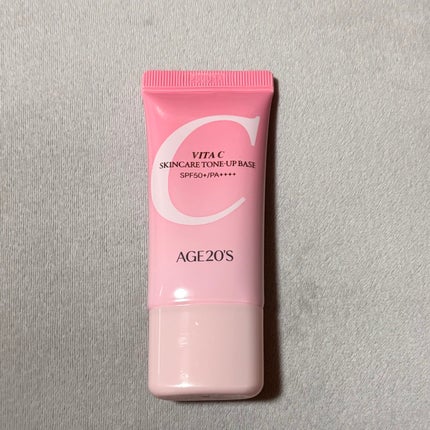 C
VITA C
SKINCARE TONE-UP BASE
SPF50+/PA++++
AGE20'S